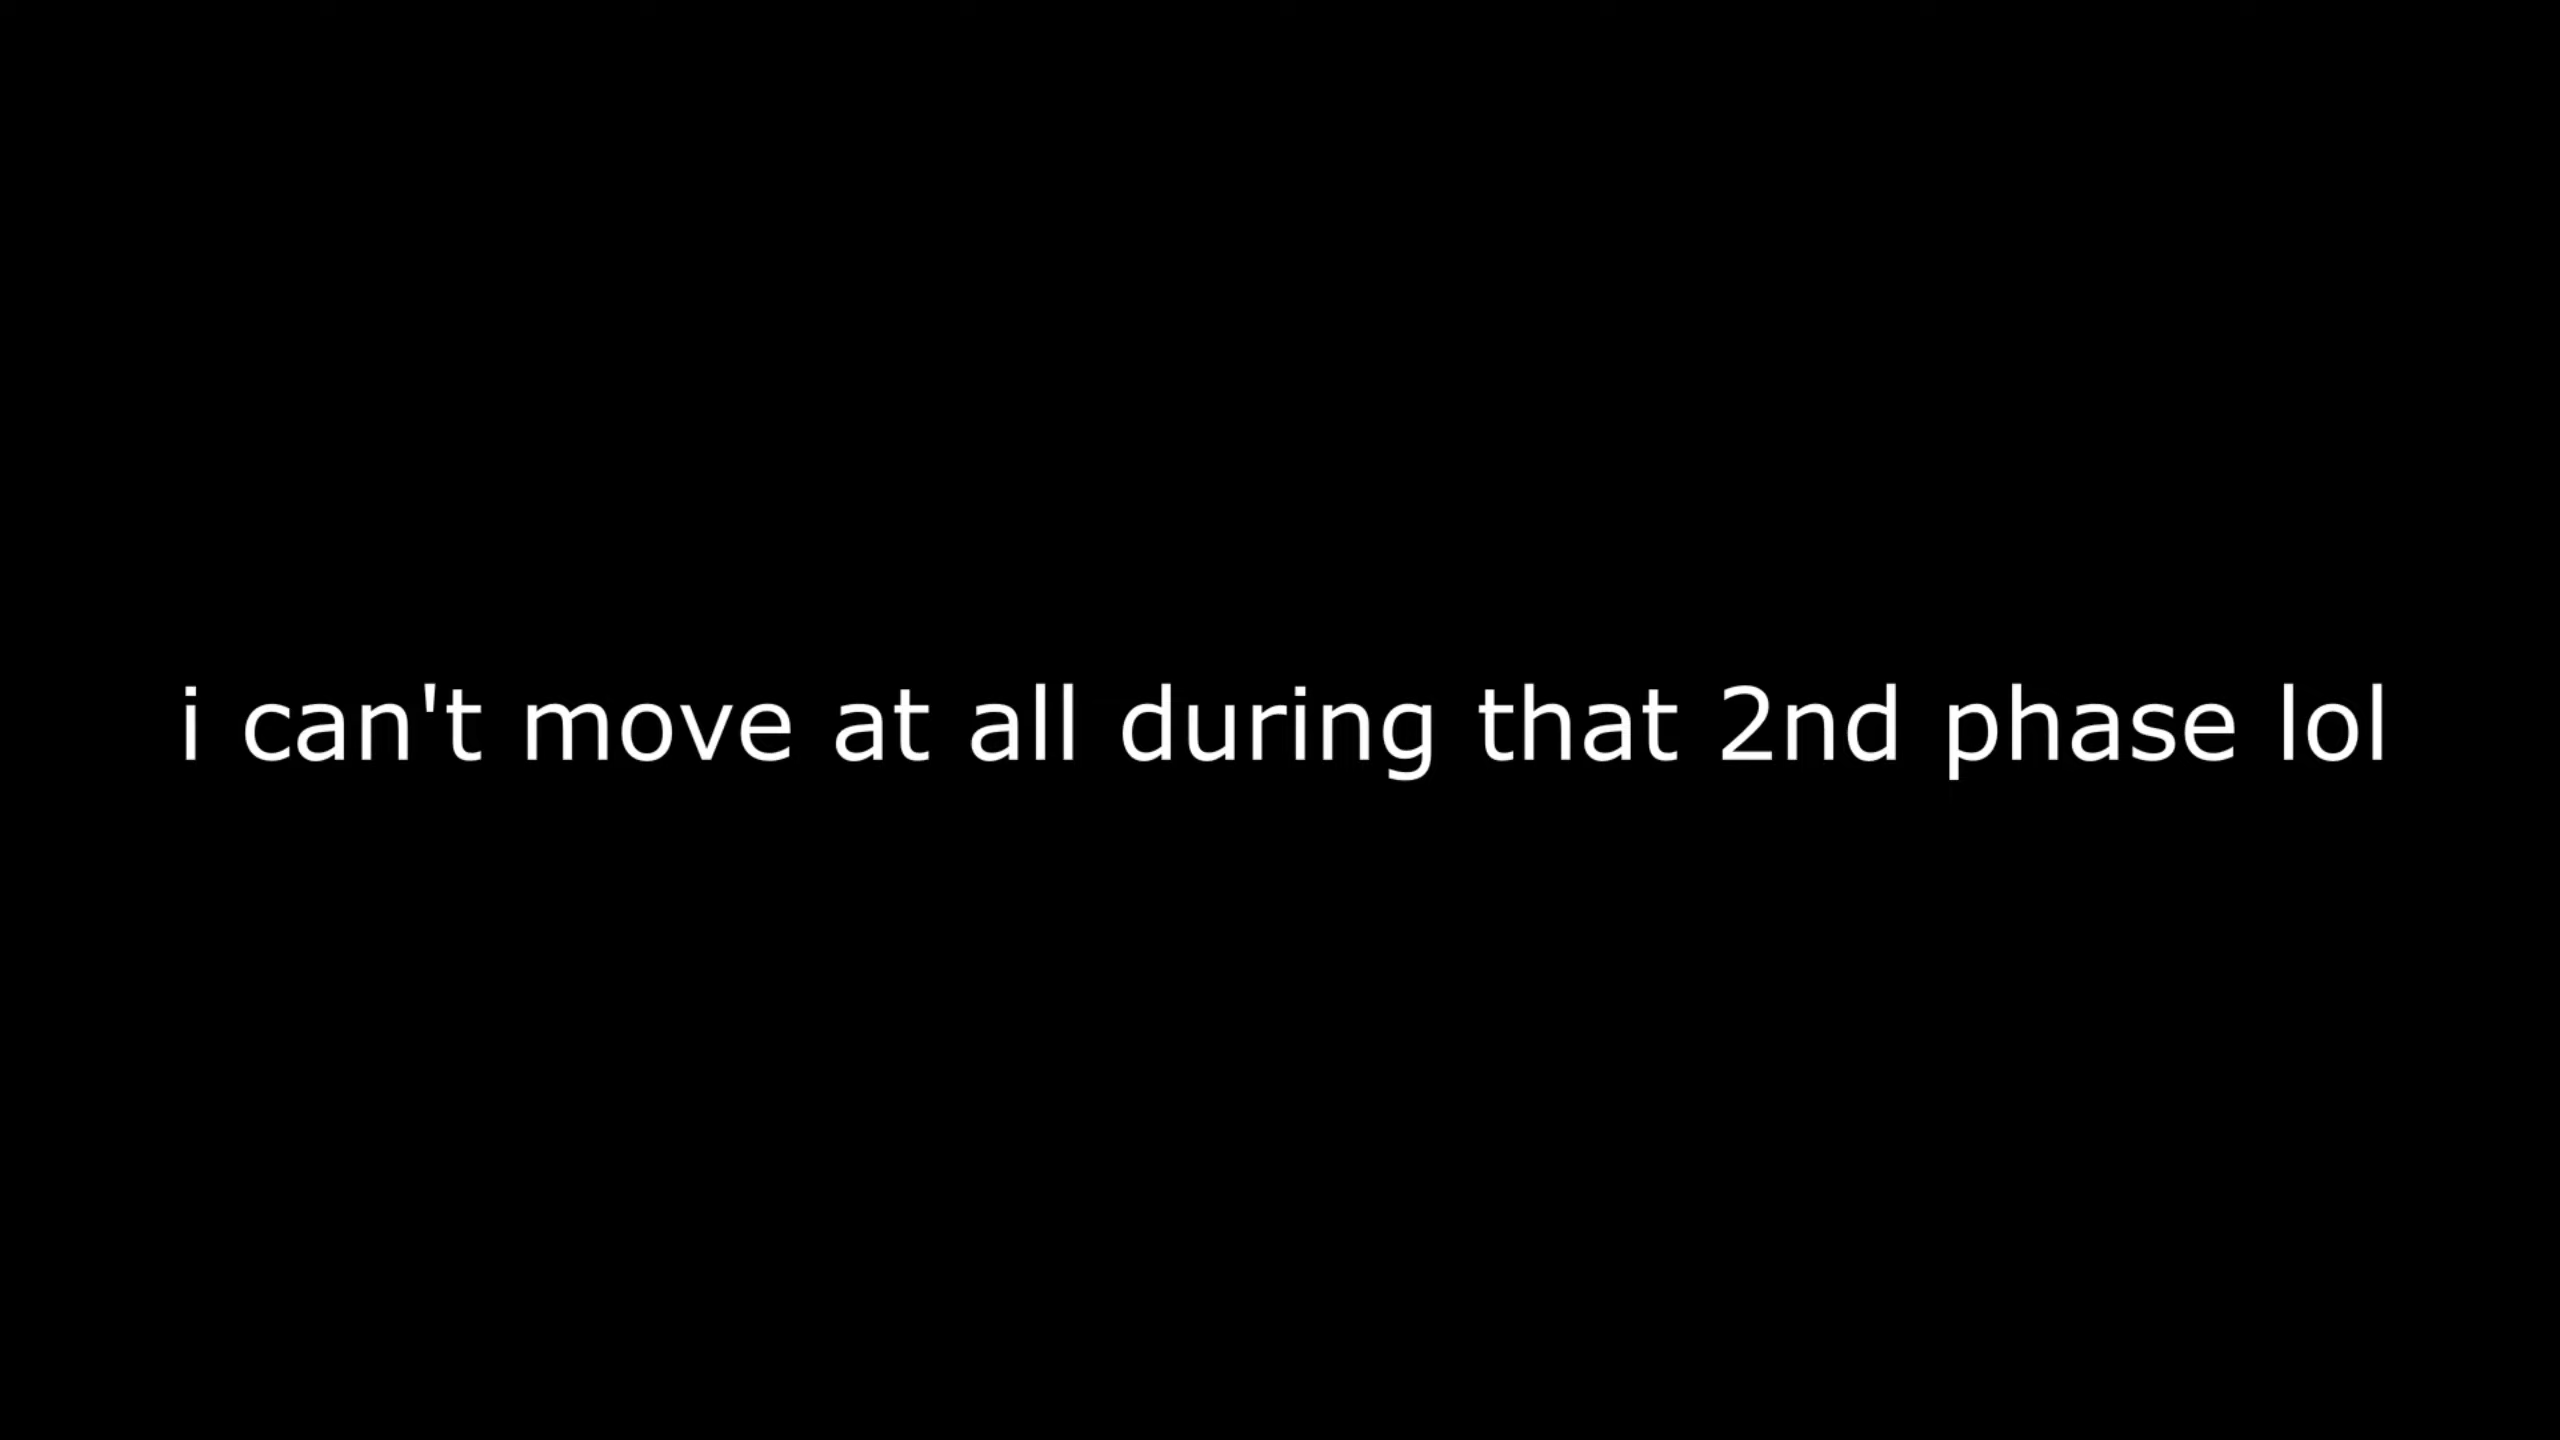 i can't move at all during that 2nd phase lol